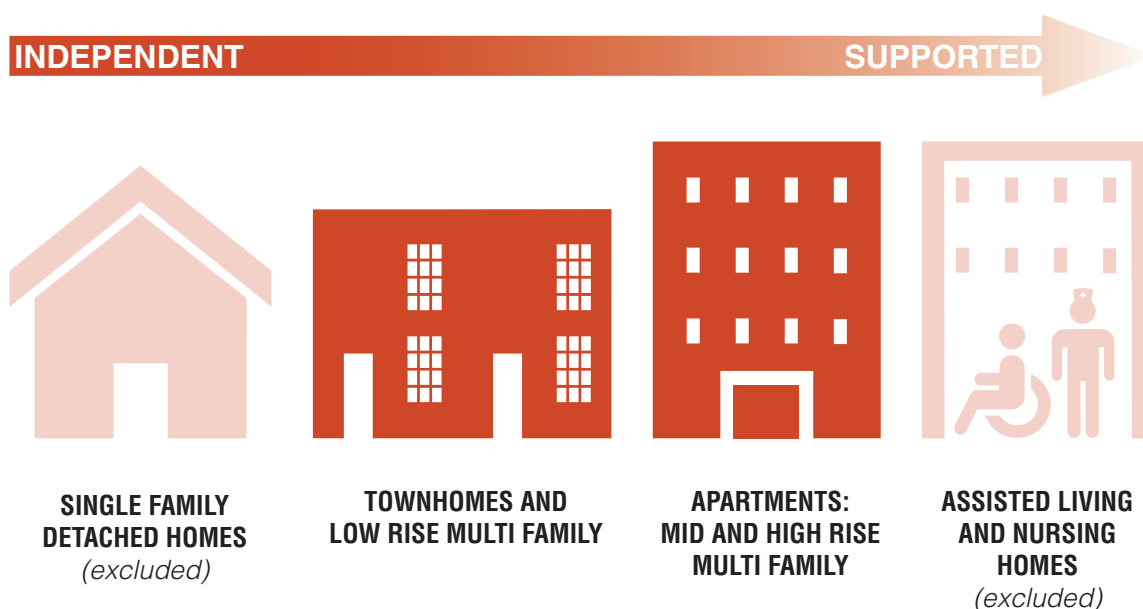 INDEPENDENT
SUPPORTED
SINGLE FAMILY
DETACHED HOMES
(excluded)
TOWNHOMES AND
LOW RISE MULTI FAMILY
APARTMENTS:
MID AND HIGH RISE
MULTI FAMILY
ASSISTED LIVING
AND NURSING
HOMES
(excluded)